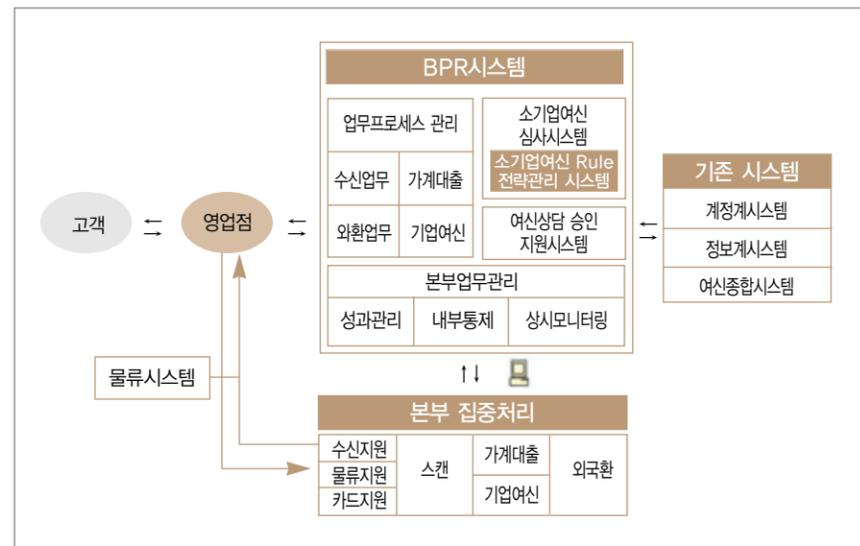 BPR시스템
업무프로세스 관리
수신업무
가계대출
와환업무
기업여신
소기업여신
심사시스템
소기업여신 Rule
전략관리 시스템
여신상담 승인
지원시스템
본부업무관리
성과관리
내부통제
상시모니터링
고객
영업점
기존 시스템
계정계시스템
정보계시스템
여신종합시스템
물류시스템
본부 집중처리
수신지원
물류지원
카드지원
스캔
가계대출
기업여신
외국환